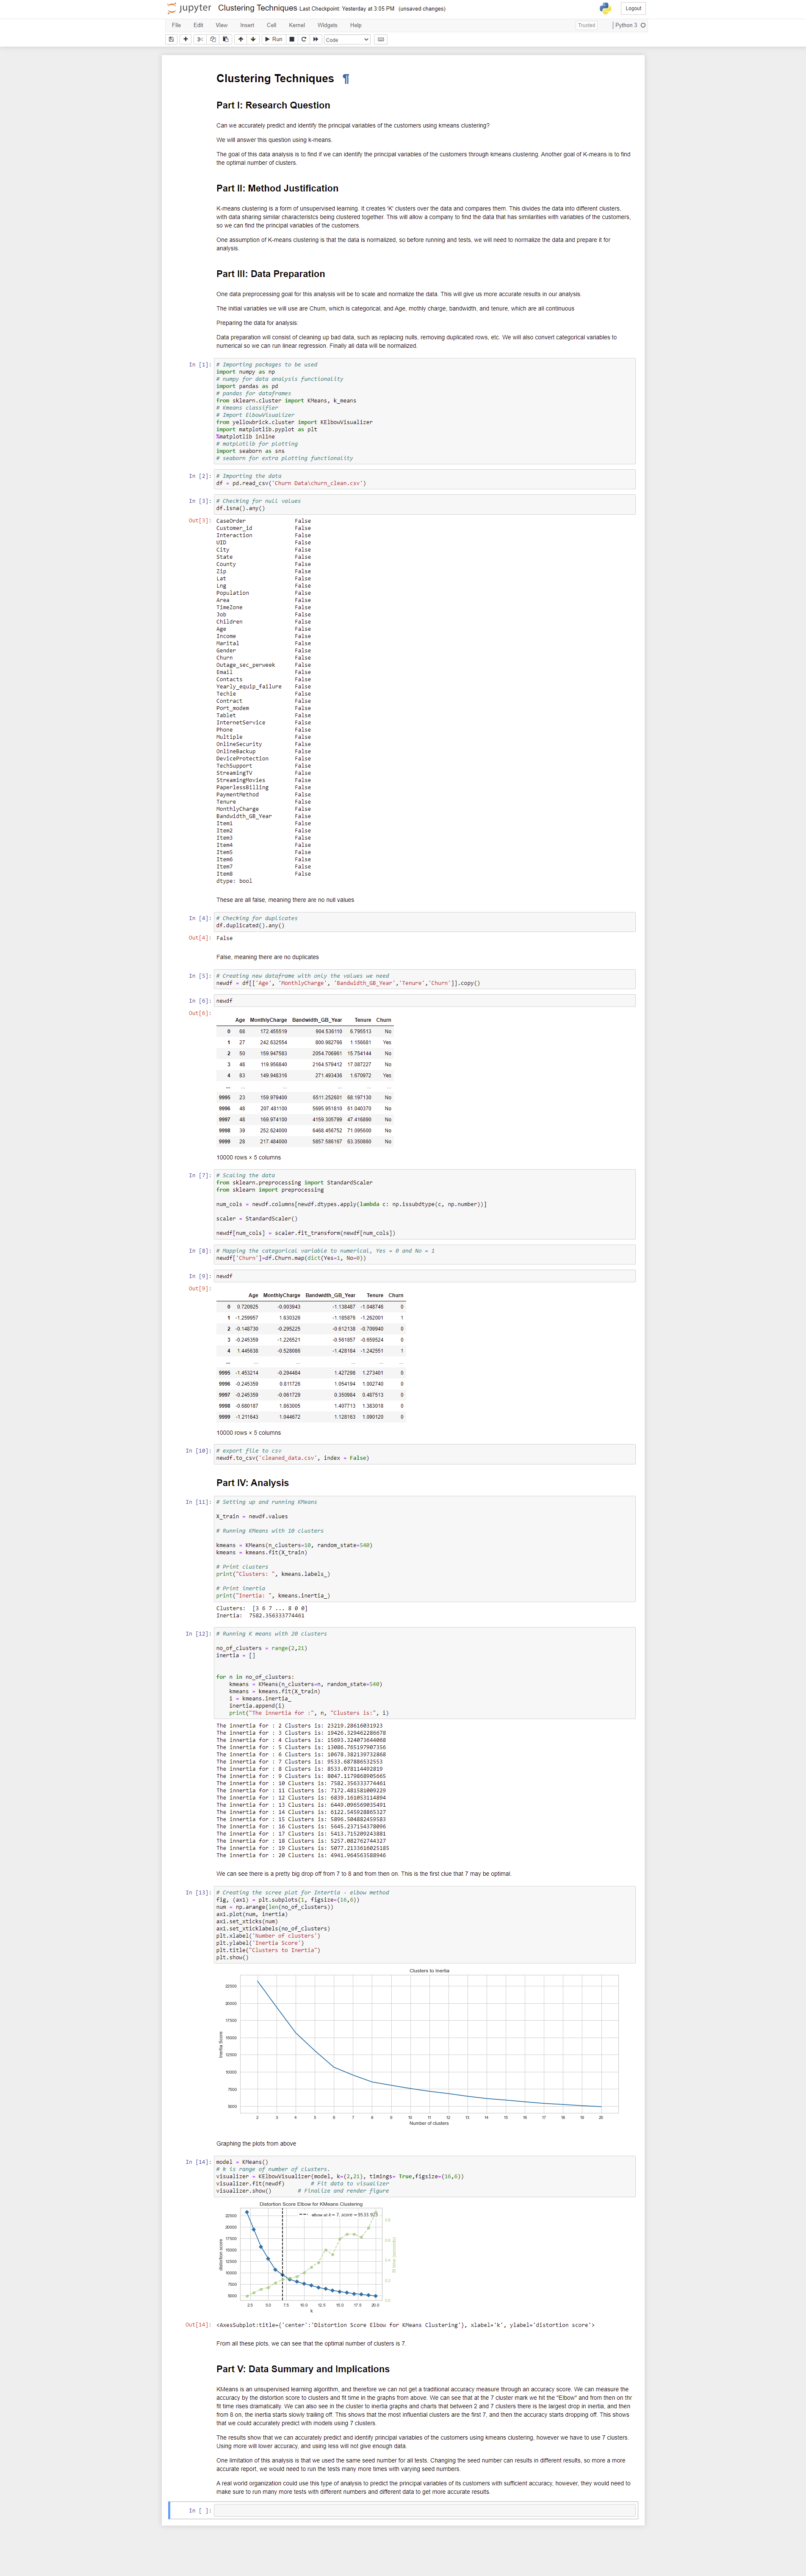 jupyter Clustering Techniques Last Checkpoint: Yesterday at 3:05 PM (unsaved changes) Logout
File Edit View Insert Cell Kernel Widgets Help Trusted Python 3
Run Code
Clustering Techniques ¶
Part I: Research Question
Can we accurately predict and identify the principal variables of the customers using kmeans clustering?
We will answer this question using k-means.
The goal of this data analysis is to find if we can identify the principal variables of the customers through kmeans clustering. Another goal of K-means is to find
the optimal number of clusters.
Part II: Method Justification
K-means clustering is a form of unsupervised learning. It creates 'K' clusters over the data and compares them. This divides the data into different clusters,
with data sharing similar characteristcs being clustered together. This will allow a company to find the data that has similarities with variables of the customers,
so we can find the principal variables of the customers.
One assumption of K-means clustering is that the data is normalized, so before running and tests, we will need to normalize the data and prepare it for
analysis.
Part III: Data Preparation
One data preprocessing goal for this analysis will be to scale and normalize the data. This will give us more accurate results in our analysis.
The initial variables we will use are Churn, which is categorical, and Age, mothly charge, bandwidth, and tenure, which are all continuous
Preparing the data for analysis:
Data preparation will consist of cleaning up bad data, such as replacing nulls, removing duplicated rows, etc. We will also convert categorical variables to
numerical so we can run linear regression. Finally all data will be normalized.
In [1]: # Importing packages to be used
import numpy as np
# numpy for data analysis functionality
import pandas as pd
# pandas for dataframes
from sklearn.cluster import KMeans, k_means
# Kmeans classifier
# Import ElbowVisualizer
from yellowbrick.cluster import KElbowVisualizer
import matplotlib.pyplot as plt
%matplotlib inline
# matplotlib for plotting
import seaborn as sns
# seaborn for extra plotting functionality
In [2]: # Importing the data
df = pd.read_csv('Churn Data\churn_clean.csv')
In [3]: # Checking for null values
df.isna().any()
Out[3]: CaseOrder False
Customer_id False
Interaction False
UID False
City False
State False
County False
Zip False
Lat False
Lng False
Population False
Area False
TimeZone False
Job False
Children False
Age False
Income False
Marital False
Gender False
Churn False
Outage_sec_perweek False
Email False
Contacts False
Yearly_equip_failure False
Techie False
Contract False
Port_modem False
Tablet False
InternetService False
Phone False
Multiple False
OnlineSecurity False
OnlineBackup False
DeviceProtection False
TechSupport False
StreamingTV False
StreamingMovies False
PaperlessBilling False
PaymentMethod False
Tenure False
MonthlyCharge False
Bandwidth_GB_Year False
Item1 False
Item2 False
Item3 False
Item4 False
Item5 False
Item6 False
Item7 False
Item8 False
dtype: bool
These are all false, meaning there are no null values
In [4]: # Checking for duplicates
df.duplicated().any()
Out[4]: False
False, meaning there are no duplicates
In [5]: # Creating new dataframe with only the values we need
newdf = df[['Age', 'MonthlyCharge', 'Bandwidth_GB_Year','Tenure','Churn']].copy()
In [6]: newdf
Out[6]:
Age MonthlyCharge Bandwidth_GB_Year Tenure Churn
0 68 172.455519 904.536110 6.795513 No
1 27 242.632554 800.982766 1.156681 Yes
2 50 159.947583 2054.706961 15.754144 No
3 48 119.956840 2164.579412 17.087227 No
4 83 149.948316 271.493436 1.670972 Yes
... ... ... ... ... ...
9995 23 159.979400 6511.252601 68.197130 No
9996 48 207.481100 5695.951810 61.040370 No
9997 48 169.974100 4159.305799 47.416890 No
9998 39 252.624000 6468.456752 71.095600 No
9999 28 217.484000 5857.586167 63.350860 No
10000 rows × 5 columns
In [7]: # Scaling the data
from sklearn.preprocessing import StandardScaler
from sklearn import preprocessing
num_cols = newdf.columns[newdf.dtypes.apply(lambda c: np.issubdtype(c, np.number))]
scaler = StandardScaler()
newdf[num_cols] = scaler.fit_transform(newdf[num_cols])
In [8]: # Mapping the categorical variable to numerical, Yes = 0 and No = 1
newdf['Churn']=df.Churn.map(dict(Yes=1, No=0))
In [9]: newdf
Out[9]:
Age MonthlyCharge Bandwidth_GB_Year Tenure Churn
0 0.720925 -0.003943 -1.138487 -1.048746 0
1 -1.259957 1.630326 -1.185876 -1.262001 1
2 -0.148730 -0.295225 -0.612138 -0.709940 0
3 -0.245359 -1.226521 -0.561857 -0.659524 0
4 1.445638 -0.528086 -1.428184 -1.242551 1
... ... ... ... ... ...
9995 -1.453214 -0.294484 1.427298 1.273401 0
9996 -0.245359 0.811726 1.054194 1.002740 0
9997 -0.245359 -0.061729 0.350984 0.487513 0
9998 -0.680187 1.863005 1.407713 1.383018 0
9999 -1.211643 1.044672 1.128163 1.090120 0
10000 rows × 5 columns
In [10]: # export file to csv
newdf.to_csv('cleaned_data.csv', index = False)
Part IV: Analysis
In [11]: # Setting up and running KMeans
X_train = newdf.values
# Running KMeans with 10 clusters
kmeans = KMeans(n_clusters=10, random_state=540)
kmeans = kmeans.fit(X_train)
# Print clusters
print("Clusters: ", kmeans.labels_)
# Print inertia
print("Inertia: ", kmeans.inertia_)
Clusters: [3 6 7 ... 8 0 0]
Inertia: 7582.356333774461
In [12]: # Running K means with 20 clusters
no_of_clusters = range(2,21)
inertia = []
for n in no_of_clusters:
kmeans = KMeans(n_clusters=n, random_state=540)
kmeans = kmeans.fit(X_train)
i = kmeans.inertia_
inertia.append(i)
print("The innertia for :", n, "Clusters is:", i)
The innertia for : 2 Clusters is: 23219.28616031923
The innertia for : 3 Clusters is: 19426.329462286678
The innertia for : 4 Clusters is: 15693.324073644068
The innertia for : 5 Clusters is: 13086.765197907356
The innertia for : 6 Clusters is: 10678.382139732868
The innertia for : 7 Clusters is: 9533.687886532553
The innertia for : 8 Clusters is: 8533.078114492819
The innertia for : 9 Clusters is: 8047.1179868905665
The innertia for : 10 Clusters is: 7582.356333774461
The innertia for : 11 Clusters is: 7172.481581009229
The innertia for : 12 Clusters is: 6839.161053114894
The innertia for : 13 Clusters is: 6449.096569035491
The innertia for : 14 Clusters is: 6122.545928865327
The innertia for : 15 Clusters is: 5896.504882459583
The innertia for : 16 Clusters is: 5645.237154378096
The innertia for : 17 Clusters is: 5413.715209243881
The innertia for : 18 Clusters is: 5257.082762744327
The innertia for : 19 Clusters is: 5077.2133616025185
The innertia for : 20 Clusters is: 4941.964563588946
We can see there is a pretty big drop off from 7 to 8 and from then on. This is the first clue that 7 may be optimal.
In [13]: # Creating the scree plot for Intertia - elbow method
fig, (ax1) = plt.subplots(1, figsize=(16,6))
num = np.arange(len(no_of_clusters))
ax1.plot(num, inertia)
ax1.set_xticks(num)
ax1.set_xticklabels(no_of_clusters)
plt.xlabel('Number of clusters')
plt.ylabel('Inertia Score')
plt.title("Clusters to Inertia")
plt.show()
Clusters to Inertia
22500
20000
17500
15000
12500
10000
7500
5000
Inertia Score
2 3 4 5 6 7 8 9 10 11 12 13 14 15 16 17 18 19 20
Number of clusters
Graphing the plots from above
In [14]: model = KMeans()
# k is range of number of clusters.
visualizer = KElbowVisualizer(model, k=(2,21), timings= True,figsize=(16,6))
visualizer.fit(newdf) # Fit data to visualizer
visualizer.show() # Finalize and render figure
Distortion Score Elbow for KMeans Clustering
elbow at k = 7, score = 9533.923
22500
20000
17500
15000
12500
10000
7500
5000
distortion score
0.8
0.6
0.4
0.2
0.0
fit time (seconds)
2.5 5.0 7.5 10.0 12.5 15.0 17.5 20.0
k
Out[14]: <AxesSubplot:title={'center':'Distortion Score Elbow for KMeans Clustering'}, xlabel='k', ylabel='distortion score'>
From all these plots, we can see that the optimal number of clusters is 7.
Part V: Data Summary and Implications
KMeans is an unsupervised learning algorithm, and therefore we can not get a traditional accuracy measure through an accuracy score. We can measure the
accuracy by the distortion score to clusters and fit time in the graphs from above. We can see that at the 7 cluster mark we hit the "Elbow" and from then on thr
fit time rises dramatically. We can also see in the cluster to inertia graphs and charts that between 2 and 7 clusters there is the largest drop in inertia, and then
from 8 on, the inertia starts slowly trailing off. This shows that the most influential clusters are the first 7, and then the accuracy starts dropping off. This shows
that we could accurately predict with models using 7 clusters.
The results show that we can accurately predict and identify principal variables of the customers using kmeans clustering, however we have to use 7 clusters.
Using more will lower accuracy, and using less will not give enough data.
One limitation of this analysis is that we used the same seed number for all tests. Changing the seed number can results in different results, so more a more
accurate report, we would need to run the tests many more times with varying seed numbers.
A real world organization could use this type of analysis to predict the principal variables of its customers with sufficient accuracy, however, they would need to
make sure to run many more tests with different numbers and different data to get more accurate results.
In [ ]: